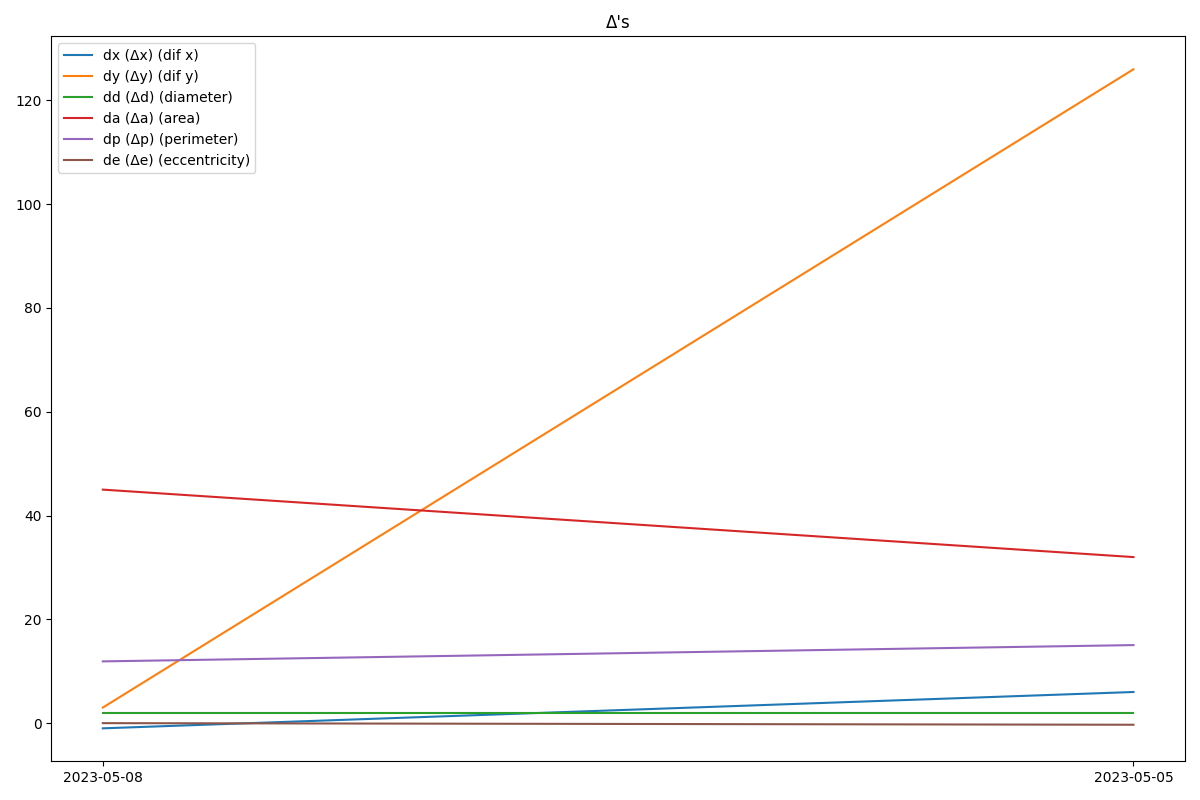 Δ's
dx (Δx) (dif x)
dy (Δy) (dif y)
dd (Δd) (diameter)
da (Δa) (area)
dp (Δp) (perimeter)
de (Δe) (eccentricity)
120
100
80
60
40
20
0
2023-05-08 2023-05-05